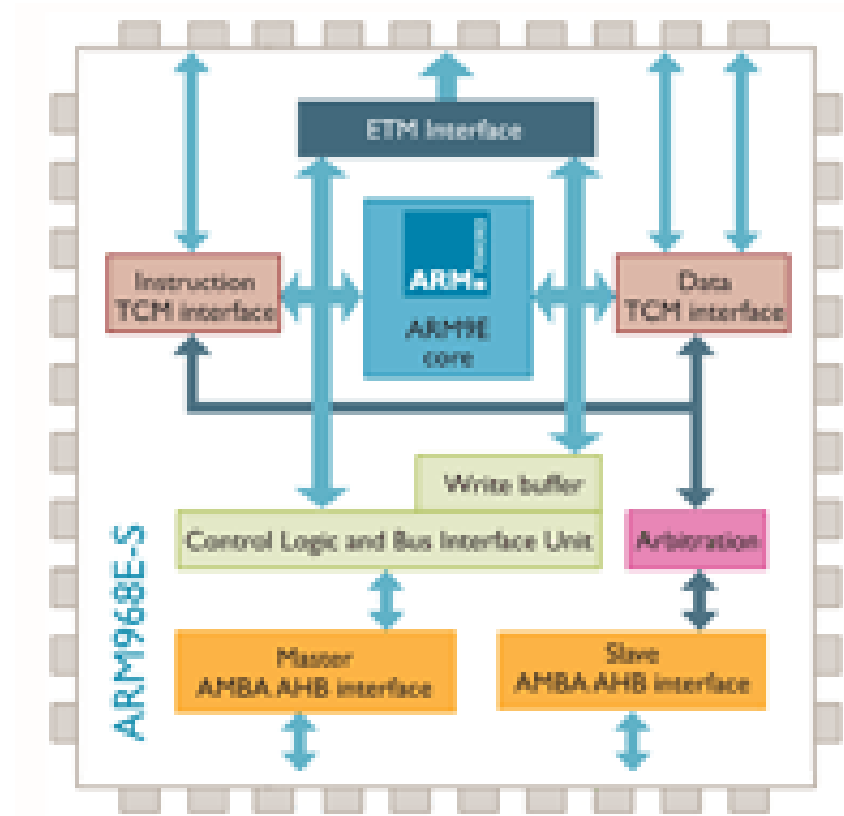 ETM Interface
ARM
Instruction
TCM interface
ARM9E
core
Data
TCM interface
Write buffer
Control Logic and Bus Interface Unit
Arbitration
Master
AMBA AHB interface
Slave
AMBA AHB interface
ARM968E-S